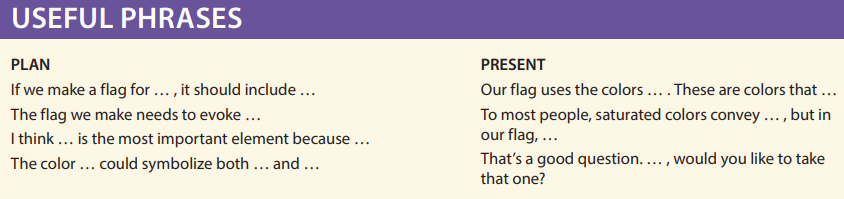 USEFUL PHRASES
PLAN
If we make a flag for … , it should include …
The flag we make needs to evoke …
I think … is the most important element because …
The color … could symbolize both … and …
PRESENT
Our flag uses the colors … . These are colors that …
To most people, saturated colors convey … , but in
our flag, …
That’s a good question. … , would you like to take
that one?